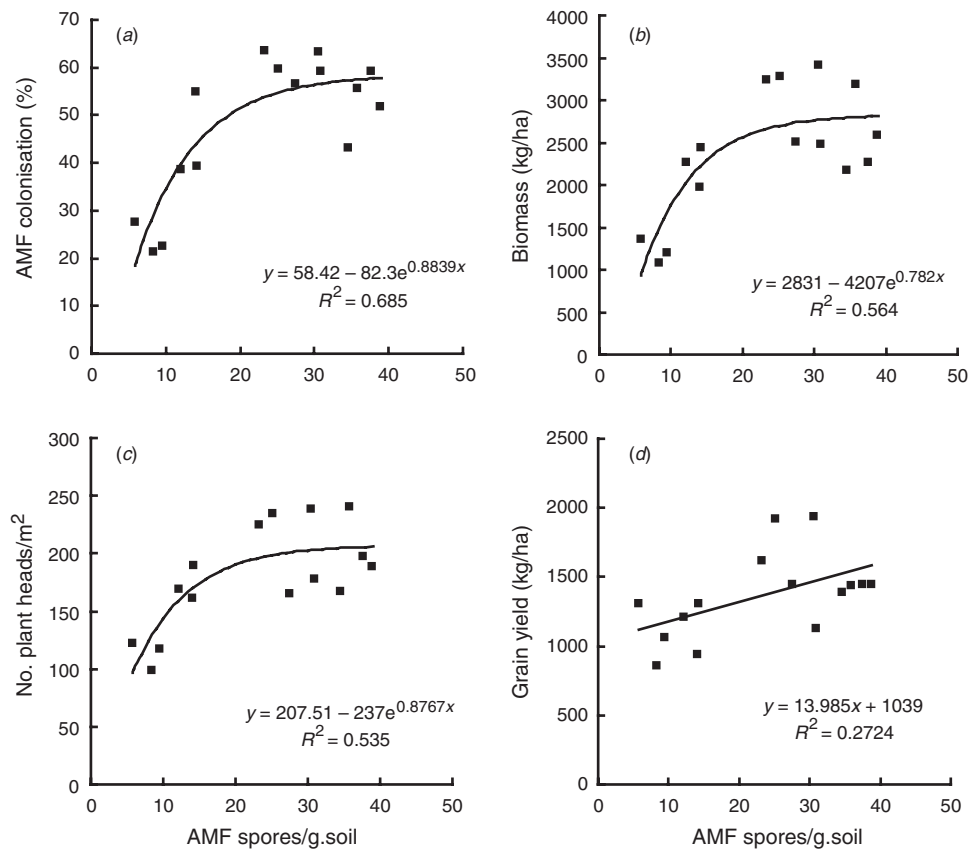 (a)
AMF colonisation (%)
70
60
50
40
30
20
10
0
y = 58.42 – 82.3e^0.8839x
R^2 = 0.685
0 10 20 30 40 50
(b)
Biomass (kg/ha)
4000
3500
3000
2500
2000
1500
1000
500
0
y = 2831 – 4207e^0.782x
R^2 = 0.564
0 10 20 30 40 50
(c)
No. plant heads/m^2
300
250
200
150
100
50
0
y = 207.51 – 237e^0.8767x
R^2 = 0.535
0 10 20 30 40 50
AMF spores/g.soil
(d)
Grain yield (kg/ha)
2500
2000
1500
1000
500
0
y = 13.985x + 1039
R^2 = 0.2724
0 10 20 30 40 50
AMF spores/g.soil